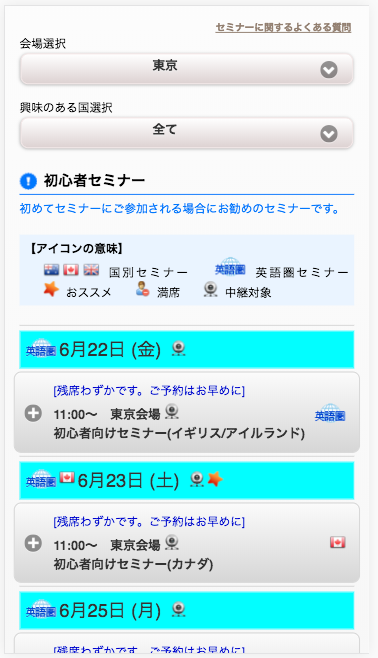 セミナーに関するよくある質問
会場選択
東京
興味のある国選択
全て
初心者セミナー
初めてセミナーにご参加される場合にお勧めのセミナーです。
【アイコンの意味】
国別セミナー 英語圏 英語圏セミナー
おススメ 満席 中継対象
英語圏 6月22日 (金)
[残席わずかです。ご予約はお早めに]
11:00〜 東京会場
英語圏
初心者向けセミナー(イギリス/アイルランド)
英語圏 6月23日 (土)
[残席わずかです。ご予約はお早めに]
11:00〜 東京会場
初心者向けセミナー(カナダ)
英語圏 6月25日 (月)
[残席わずかです。ご予約はお早めに]